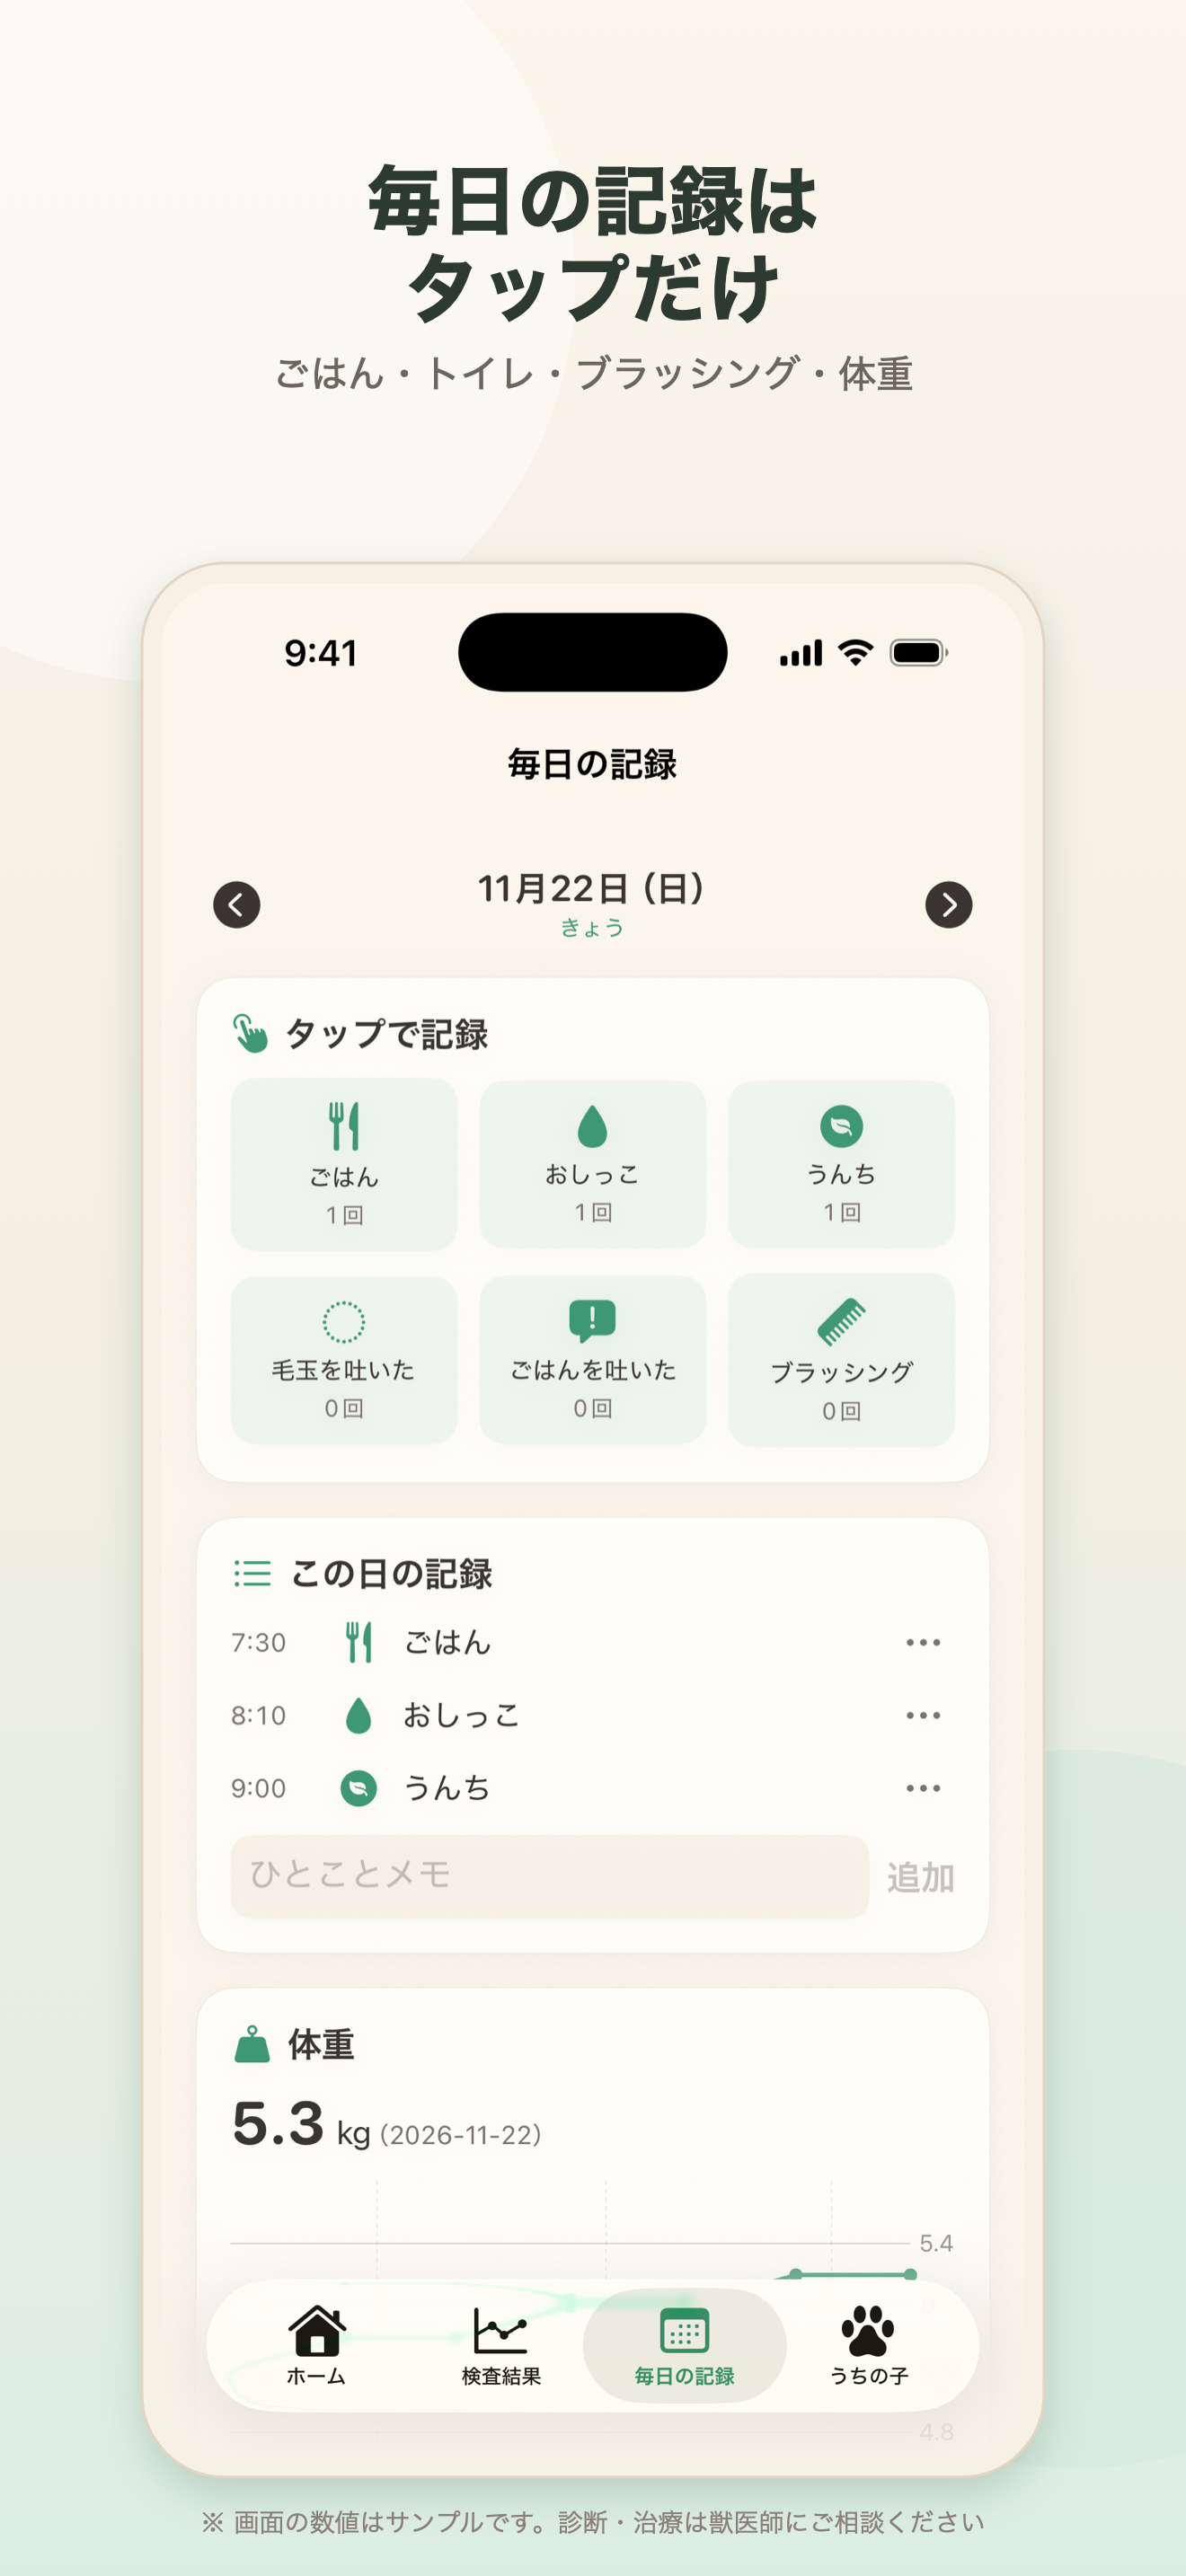 毎日の記録は
タップだけ
ごはん・トイレ・ブラッシング・体重
9:41
毎日の記録
11月22日 (日)
きょう
タップで記録
ごはん
1回
おしっこ
1回
うんち
1回
毛玉を吐いた
0回
ごはんを吐いた
0回
ブラッシング
0回
この日の記録
7:30 ごはん
8:10 おしっこ
9:00 うんち
ひとことメモ 追加
体重
5.3 kg (2026-11-22)
5.4
ホーム
検査結果
毎日の記録
うちの子
4.8
※ 画面の数値はサンプルです。診断・治療は獣医師にご相談ください